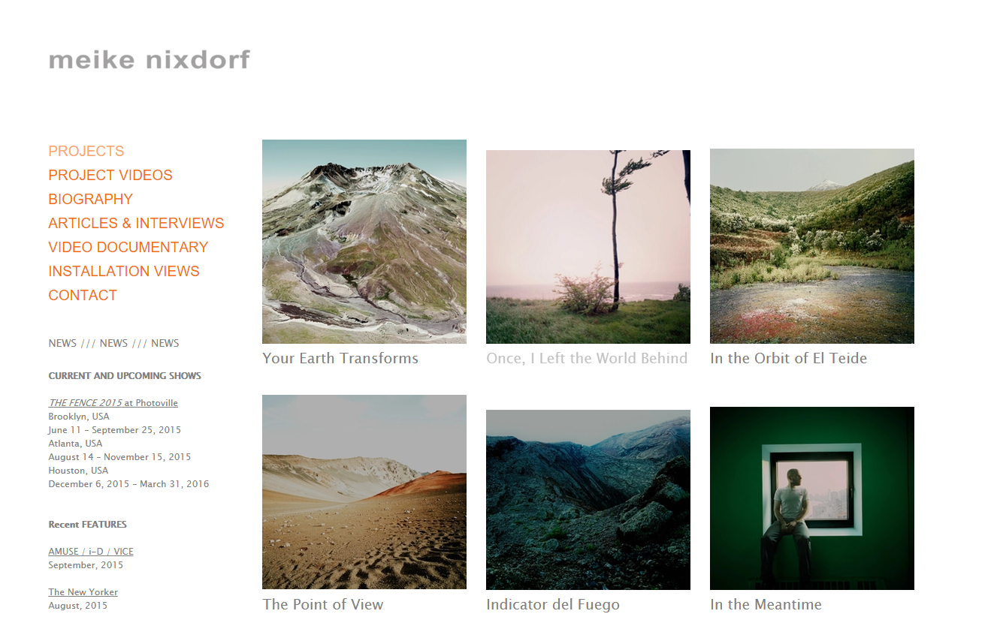 meike nixdorf
PROJECTS
PROJECT VIDEOS
BIOGRAPHY
ARTICLES & INTERVIEWS
VIDEO DOCUMENTARY
INSTALLATION VIEWS
CONTACT
NEWS /// NEWS /// NEWS
CURRENT AND UPCOMING SHOWS
THE FENCE 2015 at Photoville
Brooklyn, USA
June 11 – September 25, 2015
Atlanta, USA
August 14 – November 15, 2015
Houston, USA
December 6, 2015 – March 31, 2016
Recent FEATURES
AMUSE / i-D / VICE
September, 2015
The New Yorker
August, 2015
Your Earth Transforms
Once, I Left the World Behind
In the Orbit of El Teide
The Point of View
Indicator del Fuego
In the Meantime